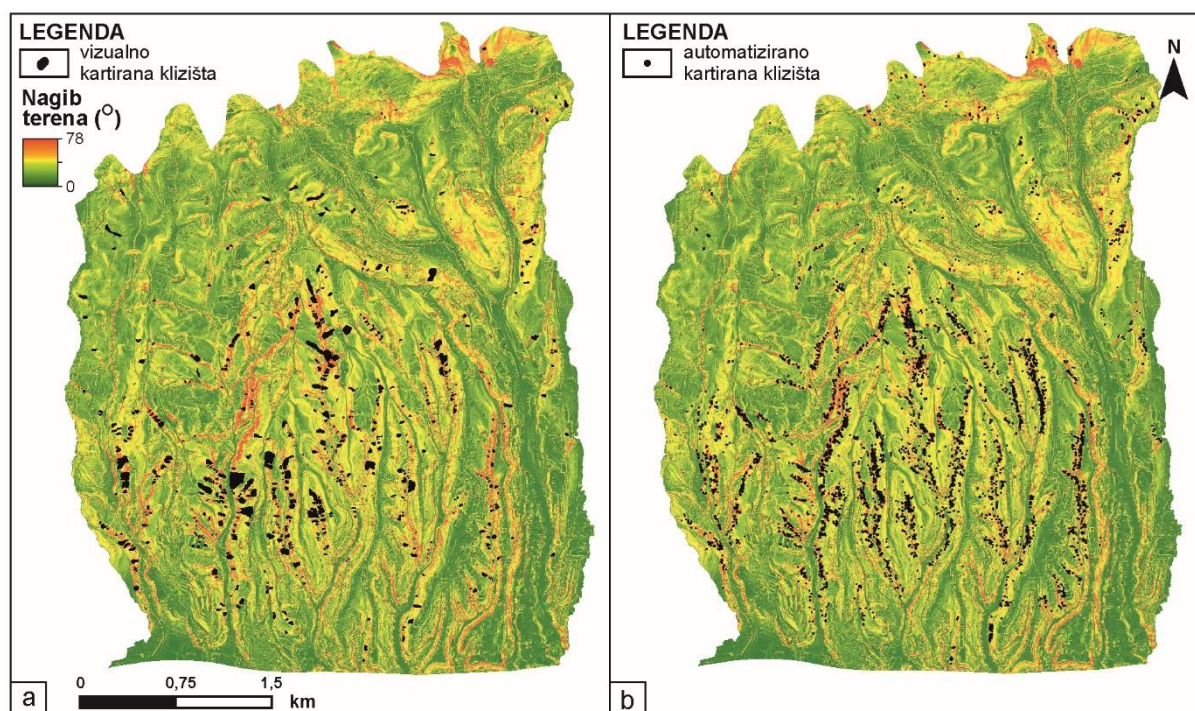 LEGENDA
vizualno
kartirana klizišta
Nagib
terena (O)
78
0
a
0
0,75
1,5
km
LEGENDA
automatizirano
kartirana klizišta
N
b